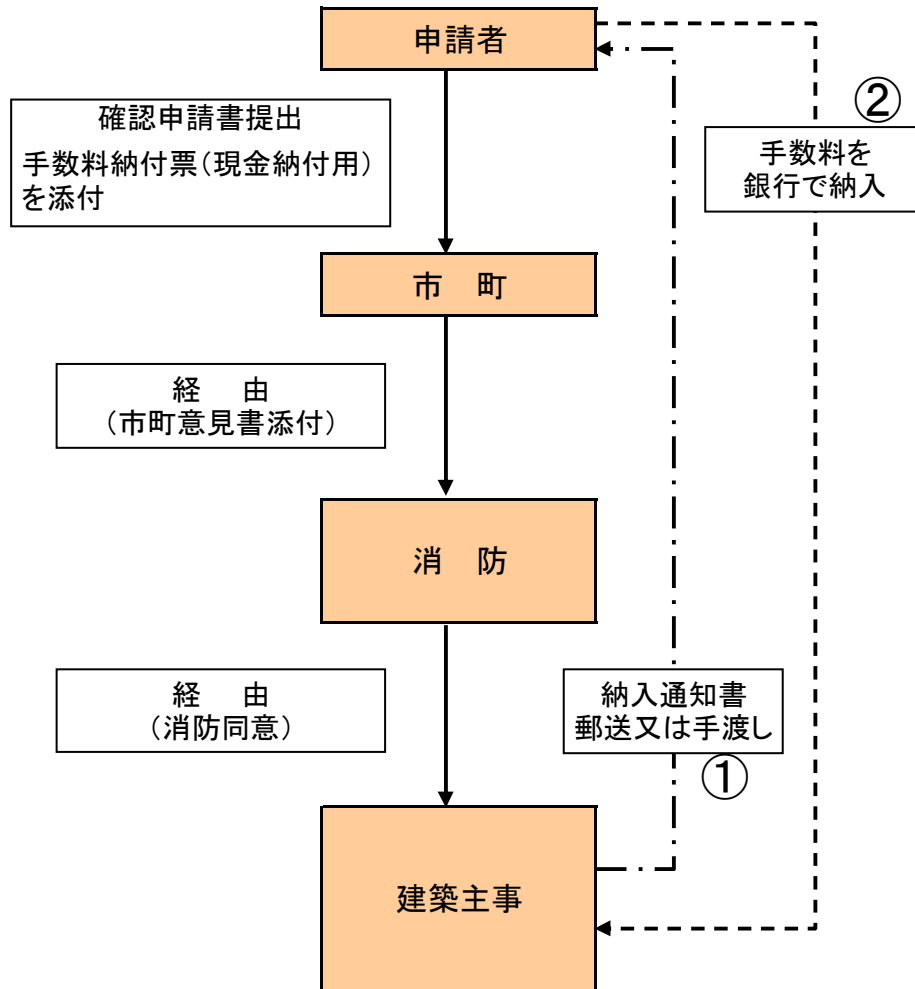 申請者
確認申請書提出
手数料納付票（現金納付用）
を添付
②
手数料を
銀行で納入
市　町
経　由
（市町意見書添付）
消　防
経　由
（消防同意）
納入通知書
郵送又は手渡し
①
建築主事